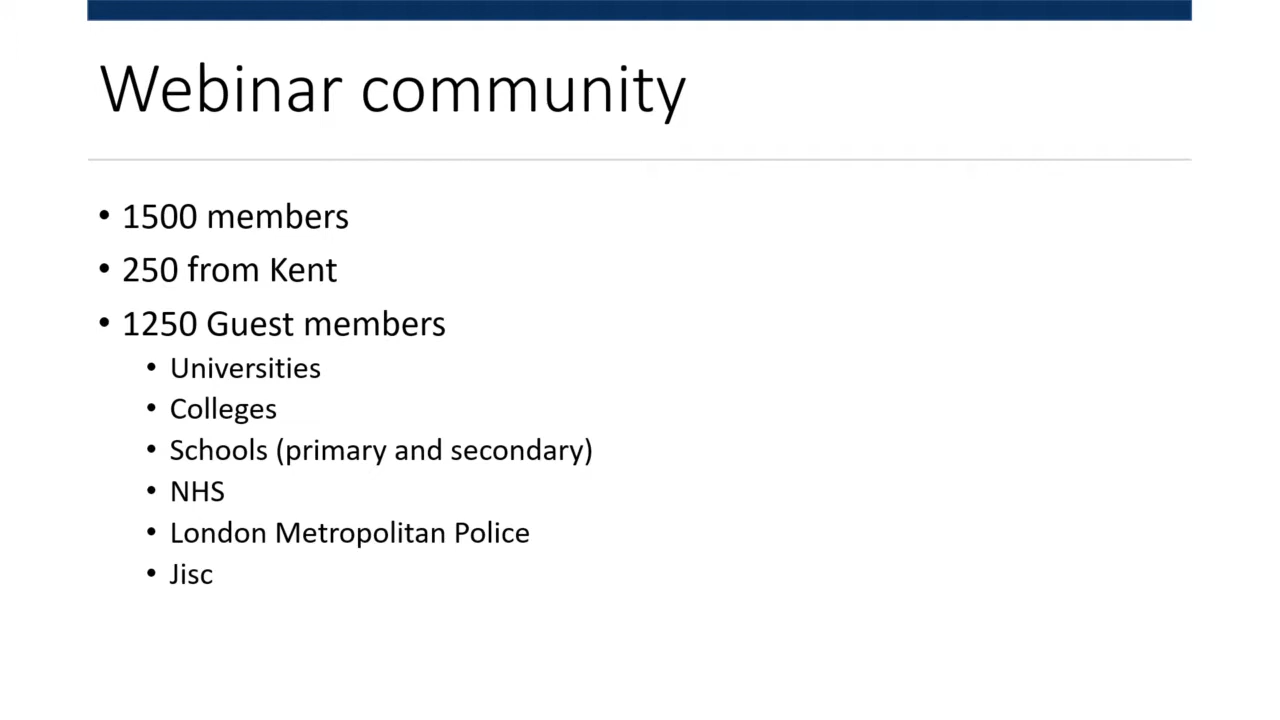 Webinar community
• 1500 members
• 250 from Kent
• 1250 Guest members
• Universities
• Colleges
• Schools (primary and secondary)
• NHS
• London Metropolitan Police
• Jisc